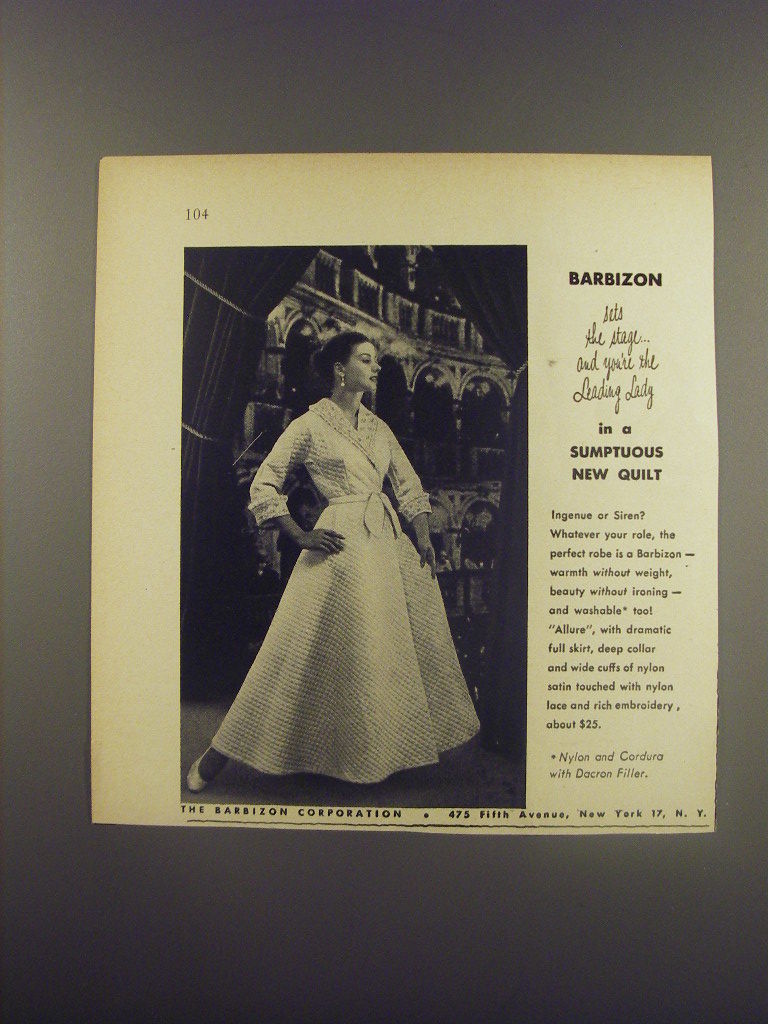 104
BARBIZON
sets
the stage...
and you're the
Leading Lady
in a
SUMPTUOUS
NEW QUILT
Ingenue or Siren?
Whatever your role, the
perfect robe is a Barbizon —
warmth without weight,
beauty without ironing —
and washable* too!
"Allure", with dramatic
full skirt, deep collar
and wide cuffs of nylon
satin touched with nylon
lace and rich embroidery,
about $25.
*Nylon and Cordura
with Dacron Filler.
THE BARBIZON CORPORATION • 475 Fifth Avenue, New York 17, N. Y.